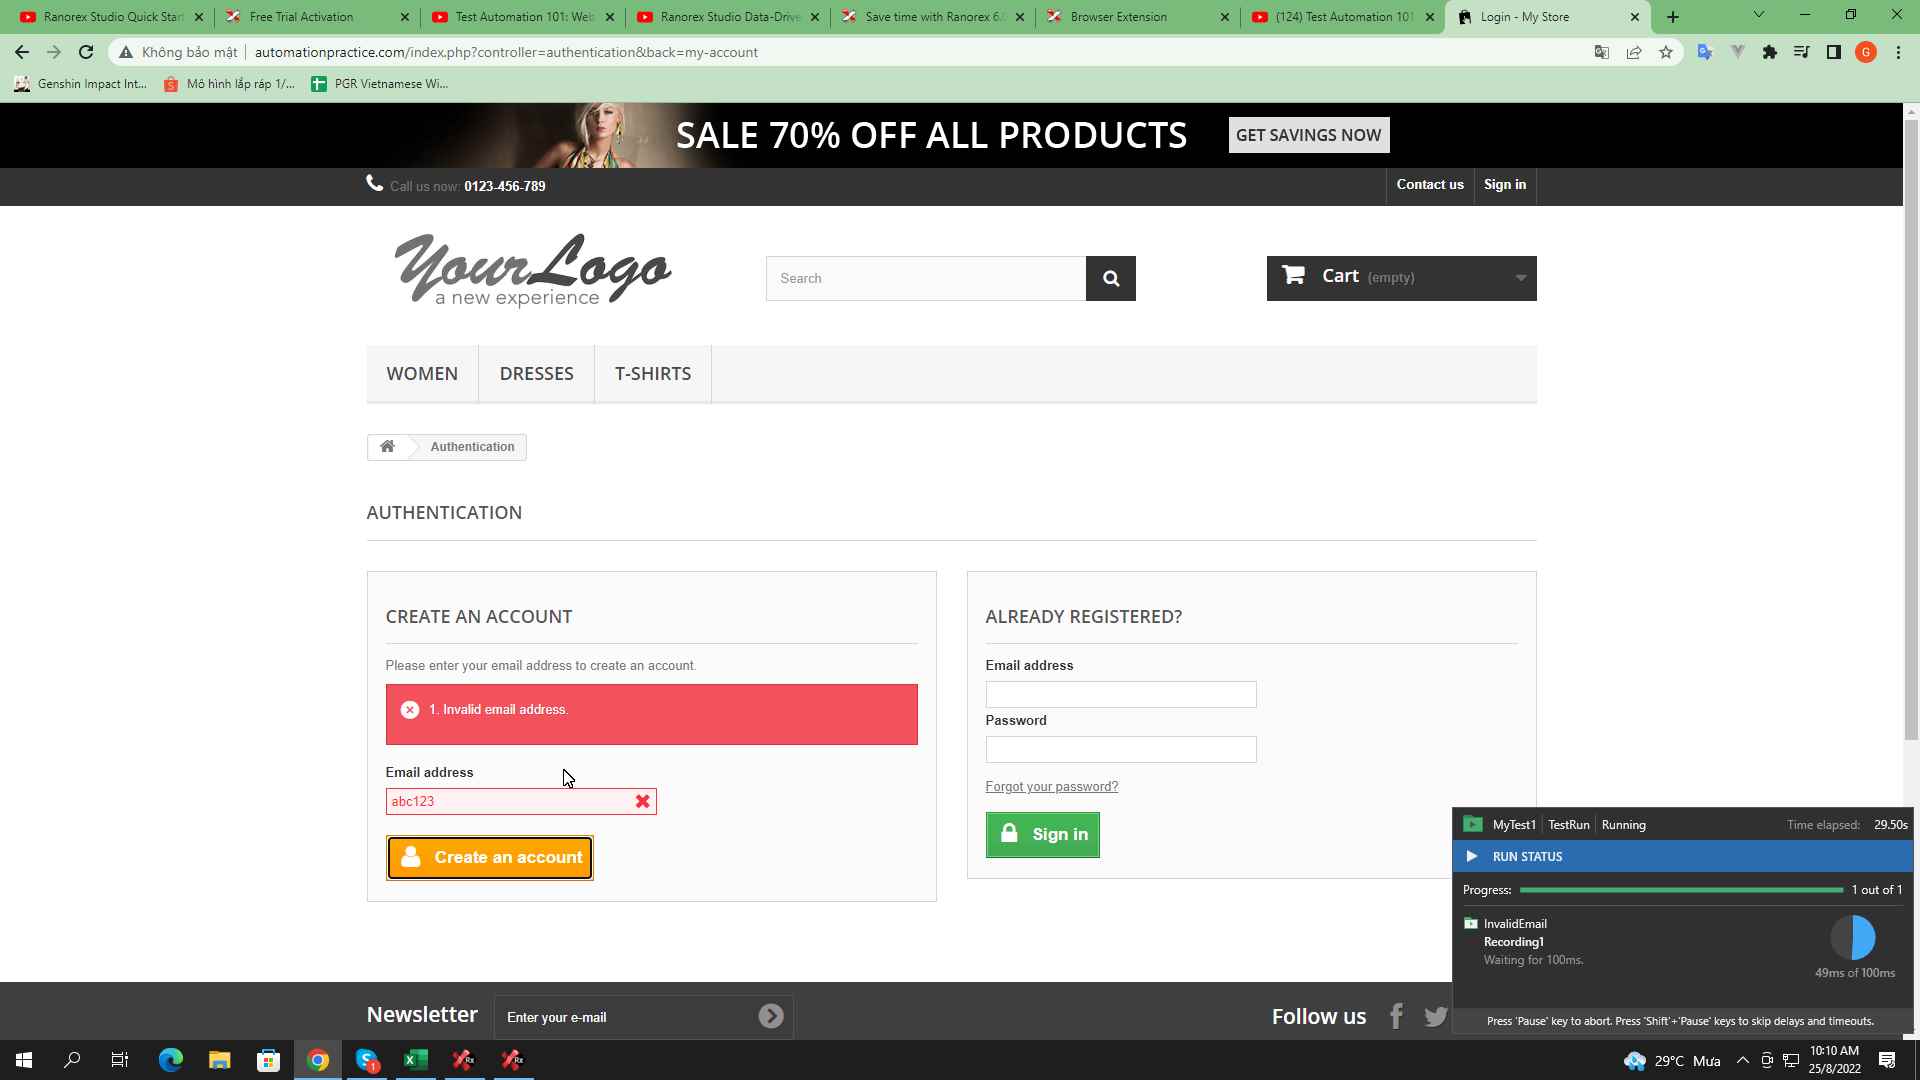 Ranorex Studio Quick Start
Free Trial Activation
Test Automation 101: Web
Ranorex Studio Data-Drive
Save time with Ranorex 6.0
Browser Extension
(124) Test Automation 101
Login - My Store
Không bảo mật
automationpractice.com/index.php?controller=authentication&back=my-account
G
Genshin Impact Int...
Mô hình lắp ráp 1/...
PGR Vietnamese Wi...
SALE 70% OFF ALL PRODUCTS
GET SAVINGS NOW
Call us now: 0123-456-789
Contact us
Sign in
YourLogo
a new experience
Search
Cart (empty)
WOMEN
DRESSES
T-SHIRTS
Authentication
AUTHENTICATION
CREATE AN ACCOUNT
Please enter your email address to create an account.
1. Invalid email address.
Email address
abc123
Create an account
ALREADY REGISTERED?
Email address
Password
Forgot your password?
Sign in
MyTest1
TestRun
Running
Time elapsed: 29.50s
RUN STATUS
Progress:
1 out of 1
InvalidEmail
Recording1
Waiting for 100ms.
49ms of 100ms
Press 'Pause' key to abort. Press 'Shift'+'Pause' keys to skip delays and timeouts.
Newsletter
Enter your e-mail
Follow us
29°C Mưa
10:10 AM
25/8/2022